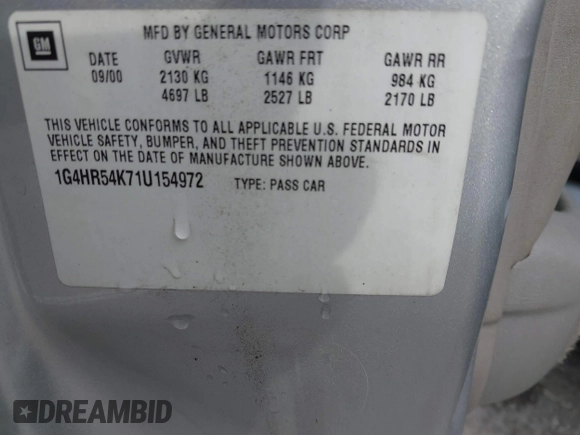 GM
MFD BY GENERAL MOTORS CORP
DATE GVWR GAWR FRT GAWR RR
09/00 2130 KG 1146 KG 984 KG
4697 LB 2527 LB 2170 LB
THIS VEHICLE CONFORMS TO ALL APPLICABLE U.S. FEDERAL MOTOR
VEHICLE SAFETY, BUMPER, AND THEFT PREVENTION STANDARDS IN
EFFECT ON THE DATE OF MANUFACTURE SHOWN ABOVE.
1G4HR54K71U154972 TYPE: PASS CAR
DREAMBID